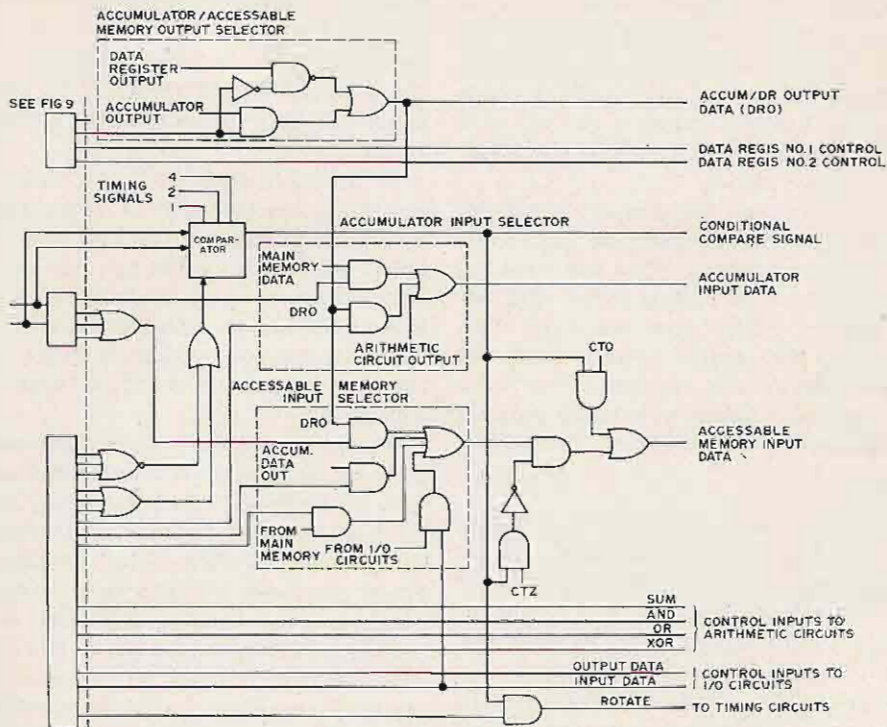 ACCUMULATOR/ACCESSABLE
MEMORY OUTPUT SELECTOR
DATA
REGISTER
OUTPUT
SEE FIG 9
ACCUMULATOR
OUTPUT
ACCUM/DR OUTPUT
DATA (DRO)
DATA REGIS NO.1 CONTROL
DATA REGIS NO.2 CONTROL
TIMING
SIGNALS
4
2
1
COMPAR-
ATOR
ACCUMULATOR INPUT SELECTOR
CONDITIONAL
COMPARE SIGNAL
MAIN
MEMORY
DATA
DRO
ARITHMETIC
CIRCUIT OUTPUT
ACCUMULATOR
INPUT DATA
CTO
ACCESSABLE MEMORY
INPUT SELECTOR
DRO
ACCUM.
DATA
OUT
FROM
MAIN
MEMORY
FROM I/O
CIRCUITS
ACCESSABLE
MEMORY INPUT
DATA
CTZ
SUM
AND
OR
XOR
CONTROL INPUTS TO
ARITHMETIC CIRCUITS
OUTPUT DATA
INPUT DATA
CONTROL INPUTS TO
I/O CIRCUITS
ROTATE
TO TIMING CIRCUITS